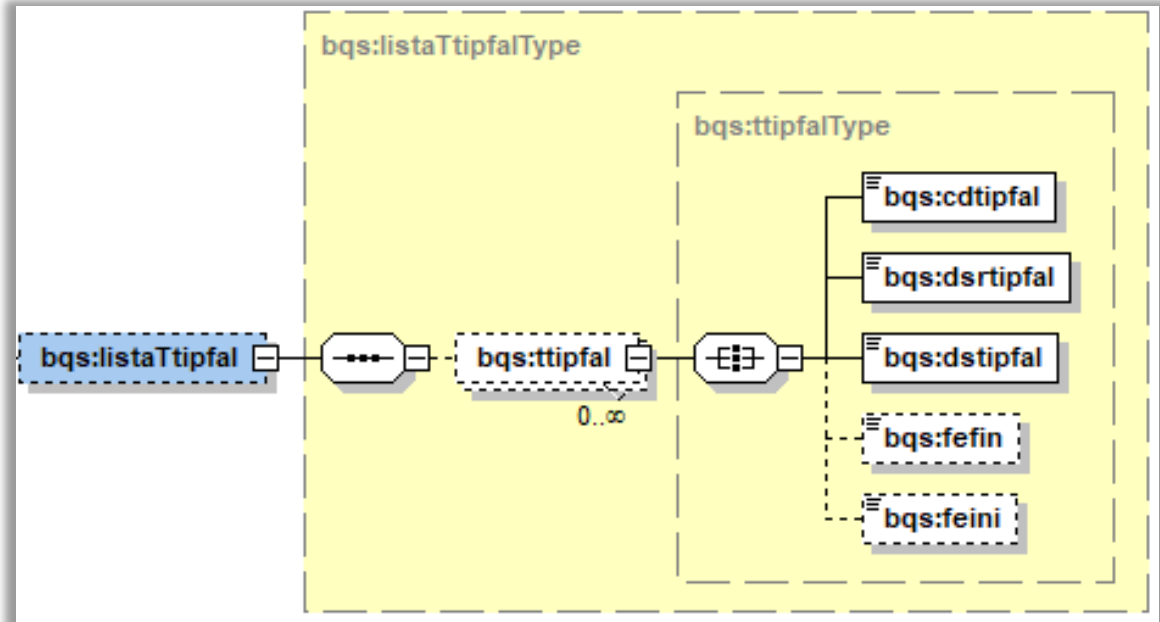 bqs:listaTtipfalType
bqs:ttipfalType
bqs:cdtipfal
bqs:dsrtipfal
bqs:listaTtipfal
bqs:ttipfal
bqs:dstipfal
0..∞
bqs:fefin
bqs:feini